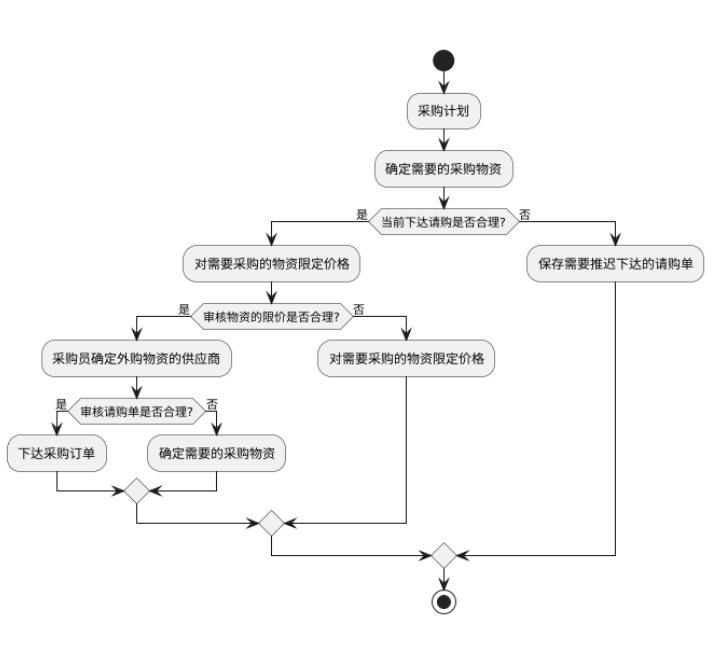 采购计划
确定需要的采购物资
是
当前下达请购是否合理?
否
对需要采购的物资限定价格
保存需要推迟下达的请购单
是
审核物资的限价是否合理?
否
采购员确定外购物资的供应商
对需要采购的物资限定价格
是
审核请购单是否合理?
否
下达采购订单
确定需要的采购物资